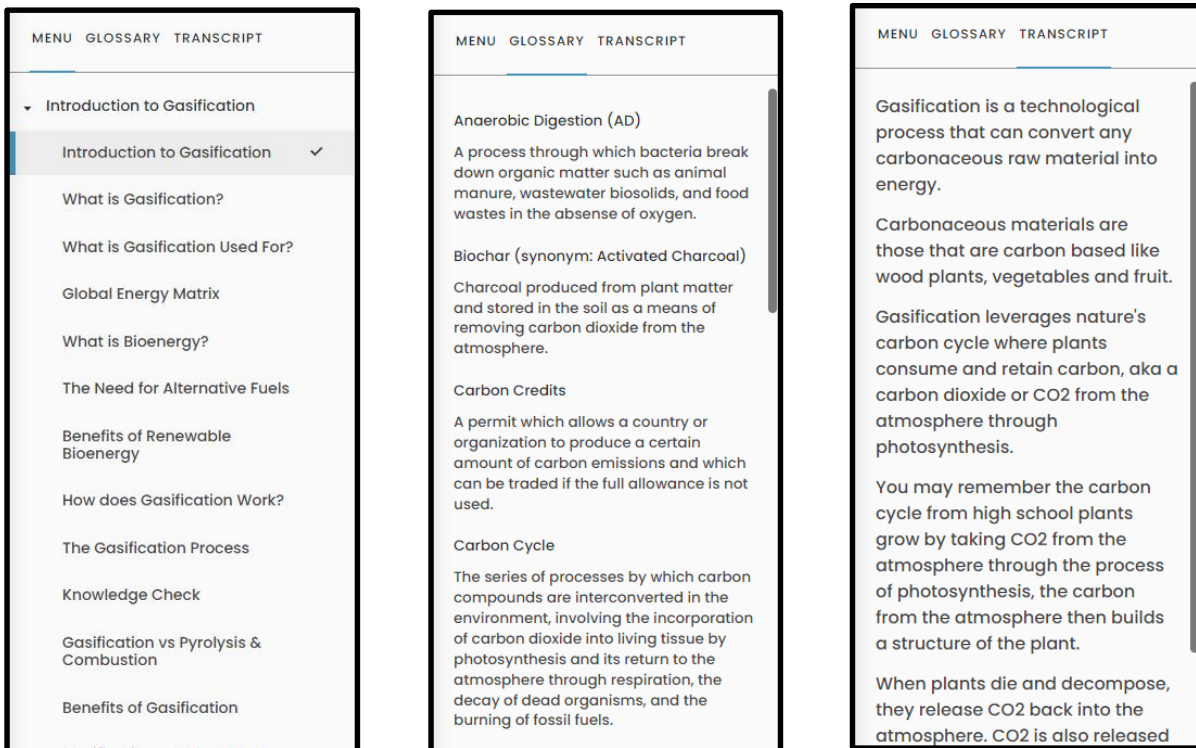 MENU GLOSSARY TRANSCRIPT
Introduction to Gasification
Introduction to Gasification
What is Gasification?
What is Gasification Used For?
Global Energy Matrix
What is Bioenergy?
The Need for Alternative Fuels
Benefits of Renewable
Bioenergy
How does Gasification Work?
The Gasification Process
Knowledge Check
Gasification vs Pyrolysis &
Combustion
Benefits of Gasification
MENU GLOSSARY TRANSCRIPT
Anaerobic Digestion (AD)
A process through which bacteria break
down organic matter such as animal
manure, wastewater biosolids, and food
wastes in the absense of oxygen.
Biochar (synonym: Activated Charcoal)
Charcoal produced from plant matter
and stored in the soil as a means of
removing carbon dioxide from the
atmosphere.
Carbon Credits
A permit which allows a country or
organization to produce a certain
amount of carbon emissions and which
can be traded if the full allowance is not
used.
Carbon Cycle
The series of processes by which carbon
compounds are interconverted in the
environment, involving the incorporation
of carbon dioxide into living tissue by
photosynthesis and its return to the
atmosphere through respiration, the
decay of dead organisms, and the
burning of fossil fuels.
MENU GLOSSARY TRANSCRIPT
Gasification is a technological
process that can convert any
carbonaceous raw material into
energy.
Carbonaceous materials are
those that are carbon based like
wood plants, vegetables and fruit.
Gasification leverages nature's
carbon cycle where plants
consume and retain carbon, aka a
carbon dioxide or CO2 from the
atmosphere through
photosynthesis.
You may remember the carbon
cycle from high school plants
grow by taking CO2 from the
atmosphere through the process
of photosynthesis, the carbon
from the atmosphere then builds
a structure of the plant.
When plants die and decompose,
they release CO2 back into the
atmosphere. CO2 is also released